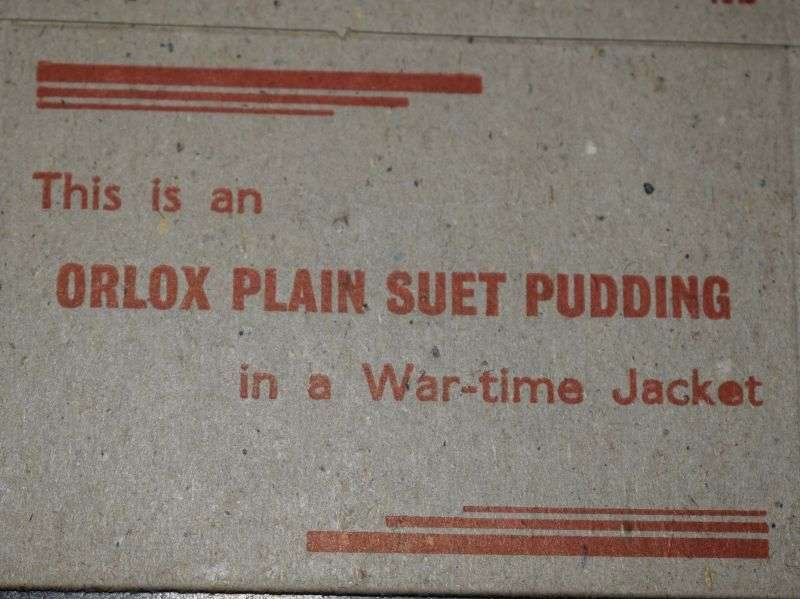 This is an
ORLOX PLAIN SUET PUDDING
in a War-time Jacket